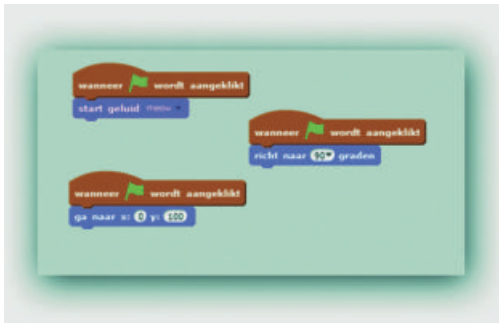 wanneer wordt aangeklikt
start geluid meow
wanneer wordt aangeklikt
richt naar 90 graden
wanneer wordt aangeklikt
ga naar x: 0 y: 100